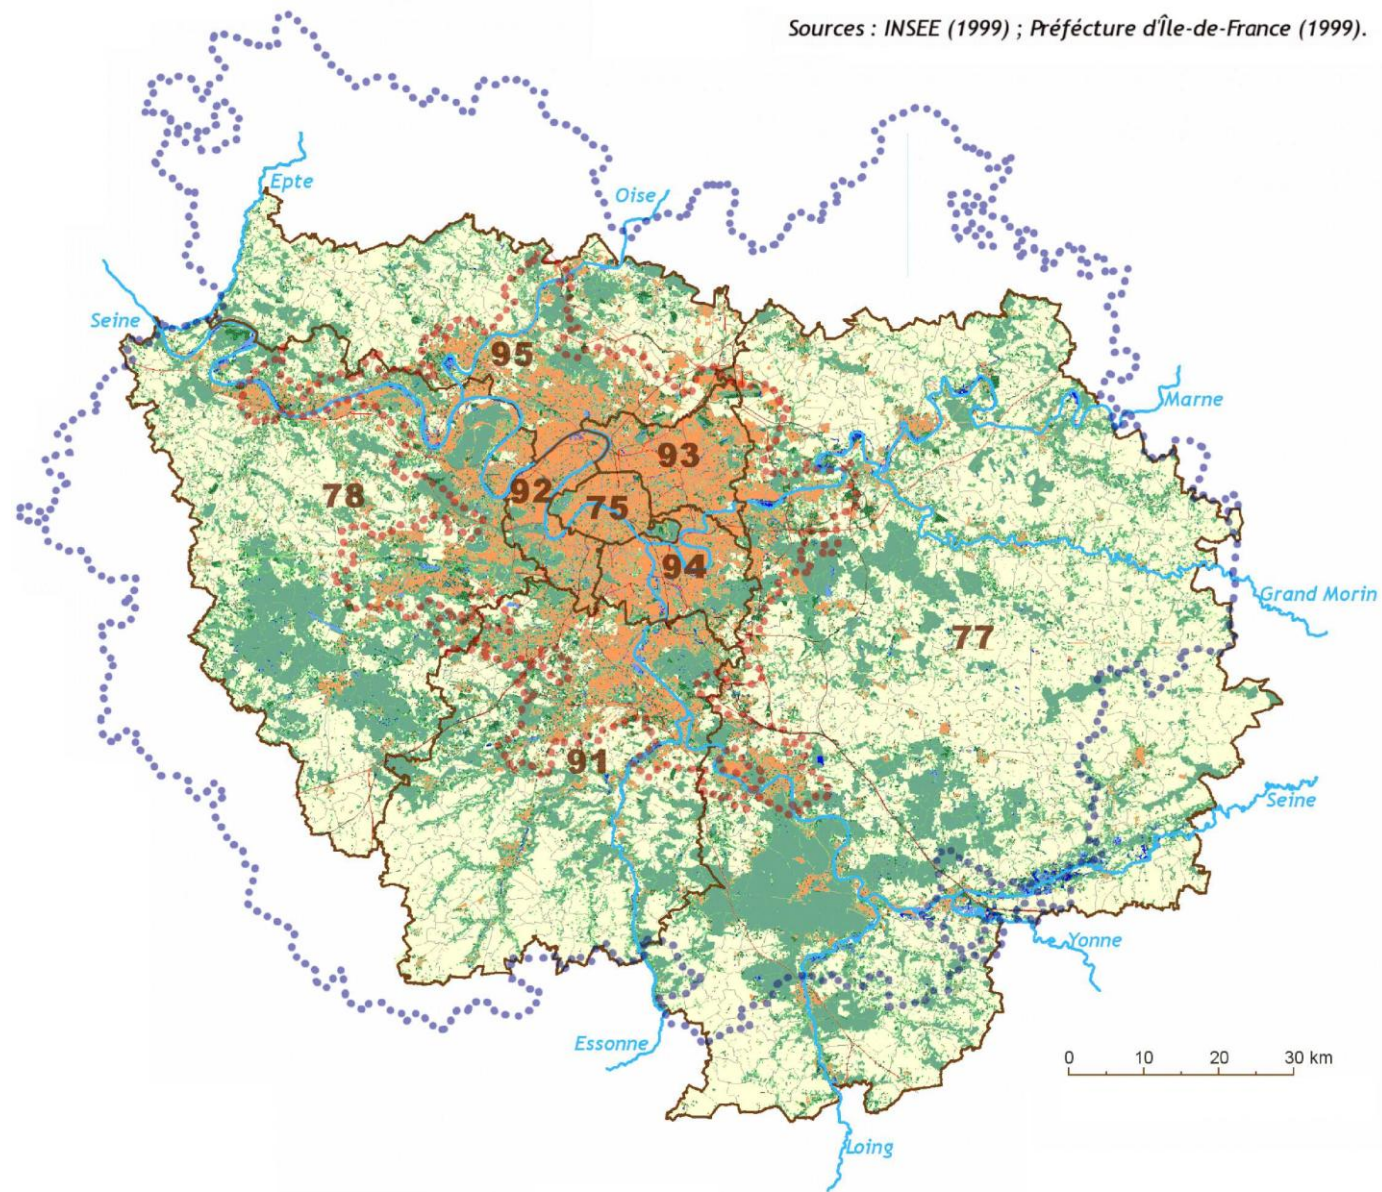 Sources : INSEE (1999) ; Préfécture d'Île-de-France (1999).
Epte
Oise
Seine
95
Marne
93
78
92
75
94
Grand Morin
77
91
Seine
Yonne
Essonne
0 10 20 30 km
Loing